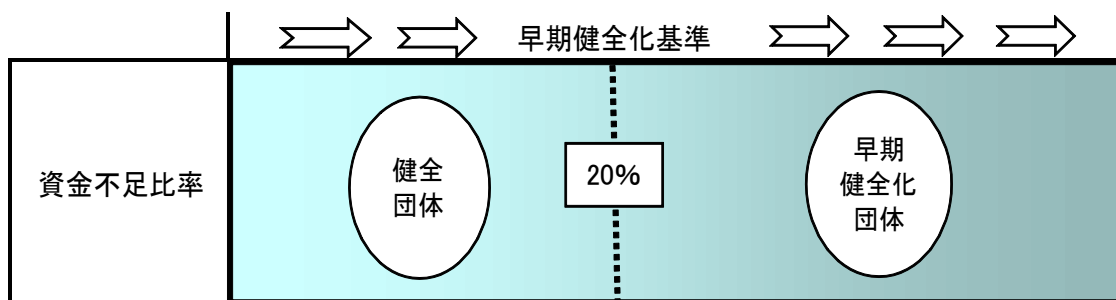 早期健全化基準
資金不足比率
健全
団体
20%
早期
健全化
団体